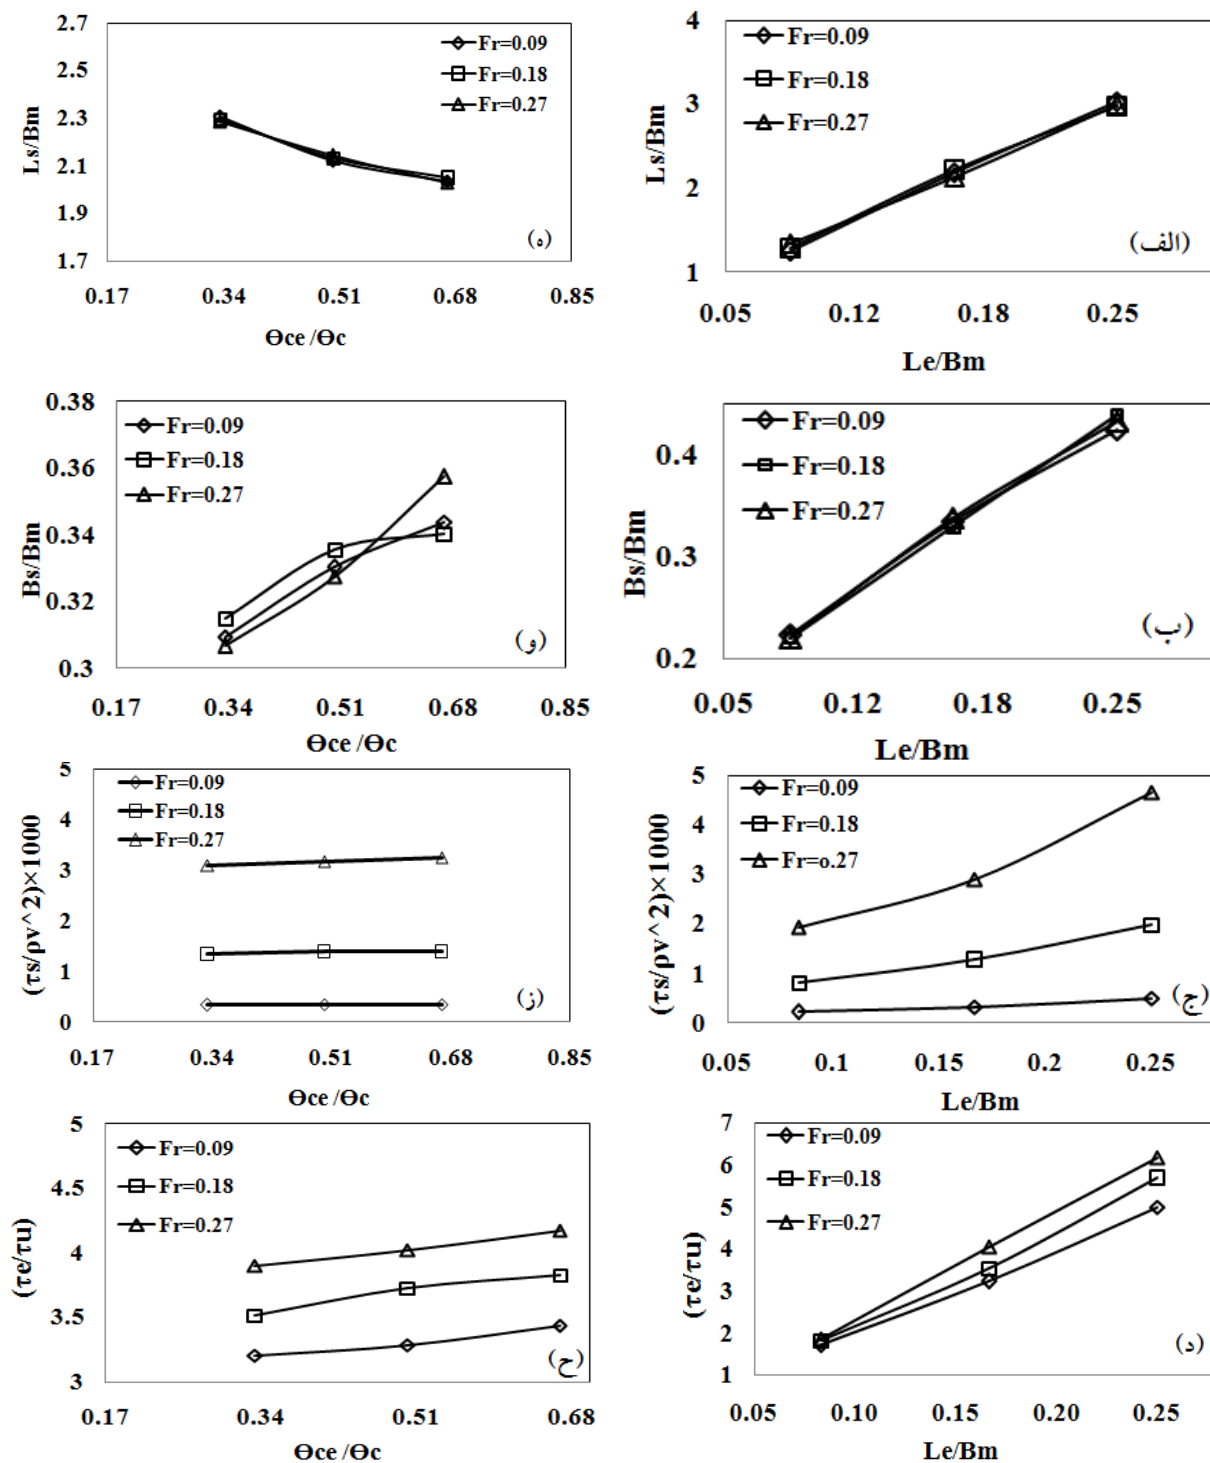 2.7
2.5
2.3
2.1
1.9
1.7
Ls/Bm
Fr=0.09
Fr=0.18
Fr=0.27
(ه)
0.17 0.34 0.51 0.68 0.85
Ɵce /Ɵc
4
3
2
1
Ls/Bm
Fr=0.09
Fr=0.18
Fr=0.27
(الف)
0.05 0.12 0.18 0.25
Le/Bm
0.38
0.36
0.34
0.32
0.3
Bs/Bm
Fr=0.09
Fr=0.18
Fr=0.27
(و)
0.17 0.34 0.51 0.68 0.85
Ɵce /Ɵc
0.4
0.3
0.2
Bs/Bm
Fr=0.09
Fr=0.18
Fr=0.27
(ب)
0.05 0.12 0.18 0.25
Le/Bm
5
4
3
2
1
0
(τs/ρv^2)×1000
Fr=0.09
Fr=0.18
Fr=0.27
(ز)
0.17 0.34 0.51 0.68 0.85
Ɵce /Ɵc
5
4
3
2
1
0
(τs/ρv^2)×1000
Fr=0.09
Fr=0.18
Fr=o.27
(ج)
0.05 0.1 0.15 0.2 0.25
Le/Bm
5
4.5
4
3.5
3
(τe/τu)
Fr=0.09
Fr=0.18
Fr=0.27
(ح)
0.17 0.34 0.51 0.68
Ɵce /Ɵc
7
6
5
4
3
2
1
(τe/τu)
Fr=0.09
Fr=0.18
Fr=0.27
(د)
0.05 0.10 0.15 0.20 0.25
Le/Bm